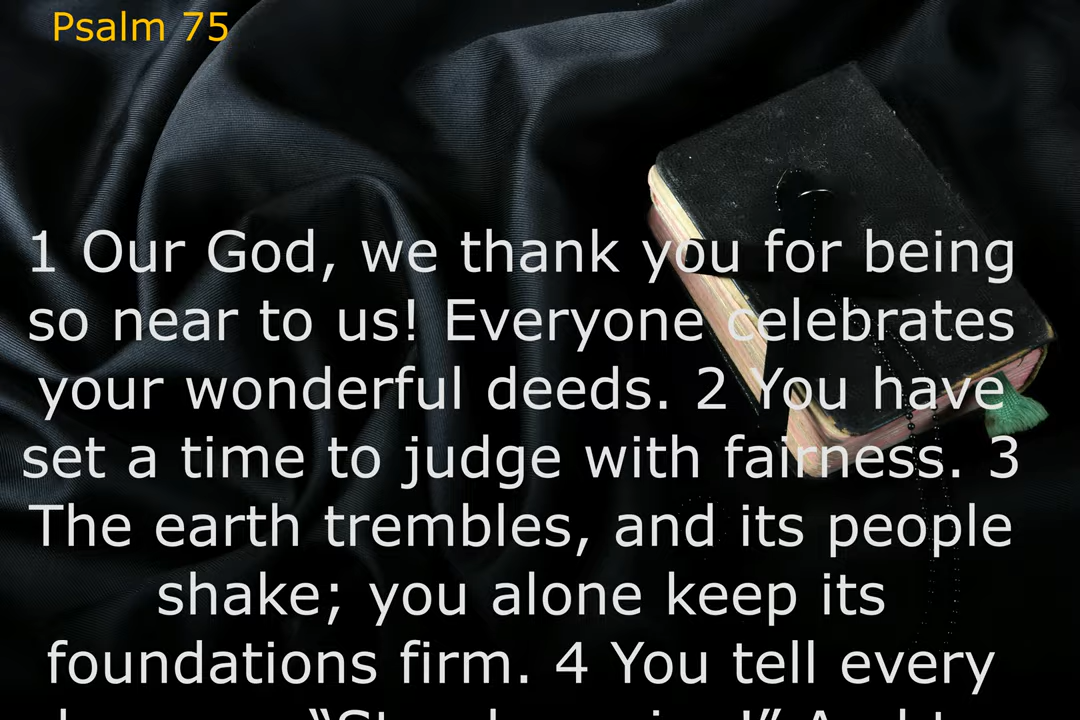 Psalm 75
1 Our God, we thank you for being
so near to us! Everyone celebrates
your wonderful deeds. 2 You have
set a time to judge with fairness. 3
The earth trembles, and its people
shake; you alone keep its
foundations firm. 4 You tell every